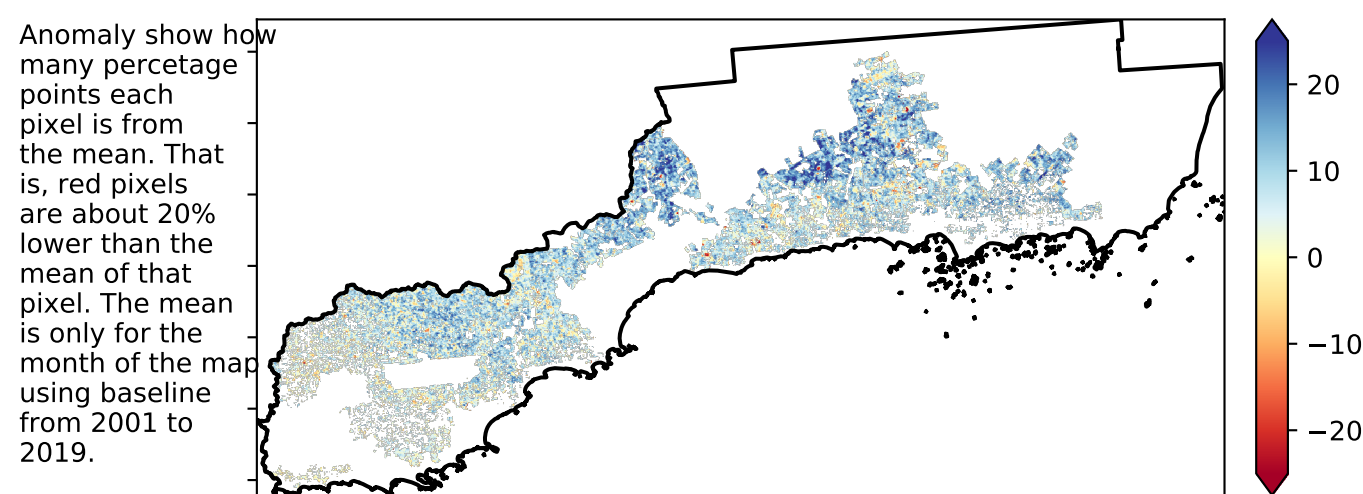 Anomaly show how
many percetage
points each
pixel is from
the mean. That
is, red pixels
are about 20%
lower than the
mean of that
pixel. The mean
is only for the
month of the map
using baseline
from 2001 to
2019.
20
10
0
−10
−20